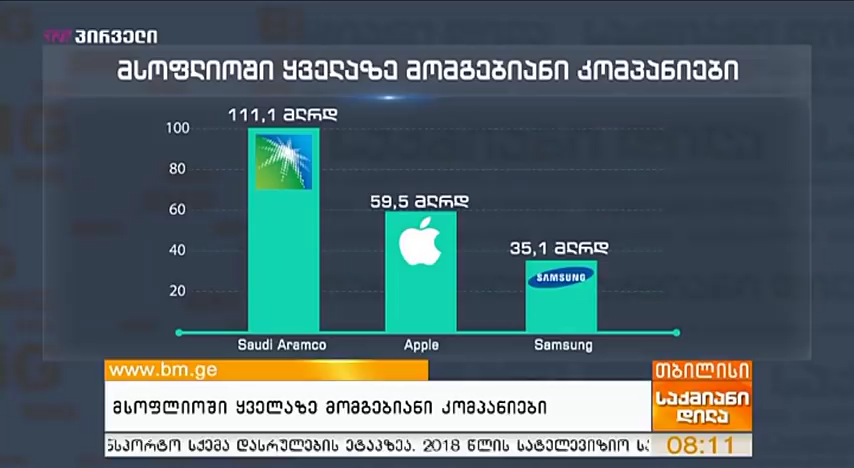 პირველი
მსოფლიოში ყველაზე მომგებიანი კომპანიები
111,1 მლრდ
100
80
59,5 მლრდ
60
35,1 მლრდ
40
SAMSUNG
20
Saudi Aramco
Apple
Samsung
www.bm.ge
თბილისი
მსოფლიოში ყველაზე მომგებიანი კომპანიები
საქმიანი
დილა
სქემა დასრულების ეტაპზეა. 2018 წლის სატელევიზიო
08:11